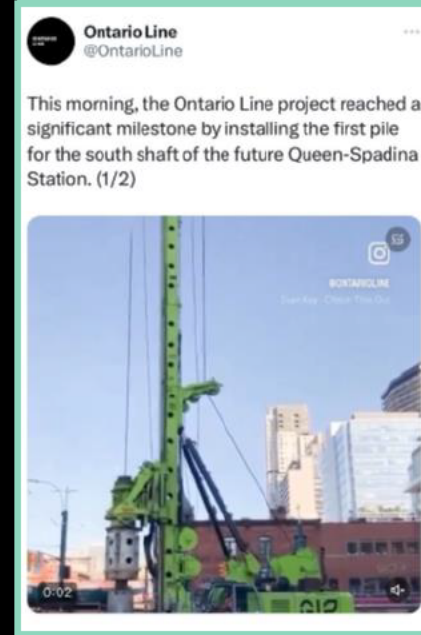 Ontario Line
@OntarioLine
This morning, the Ontario Line project reached a
significant milestone by installing the first pile
for the south shaft of the future Queen-Spadina
Station. (1/2)
@ONTARIOLINE
0:02